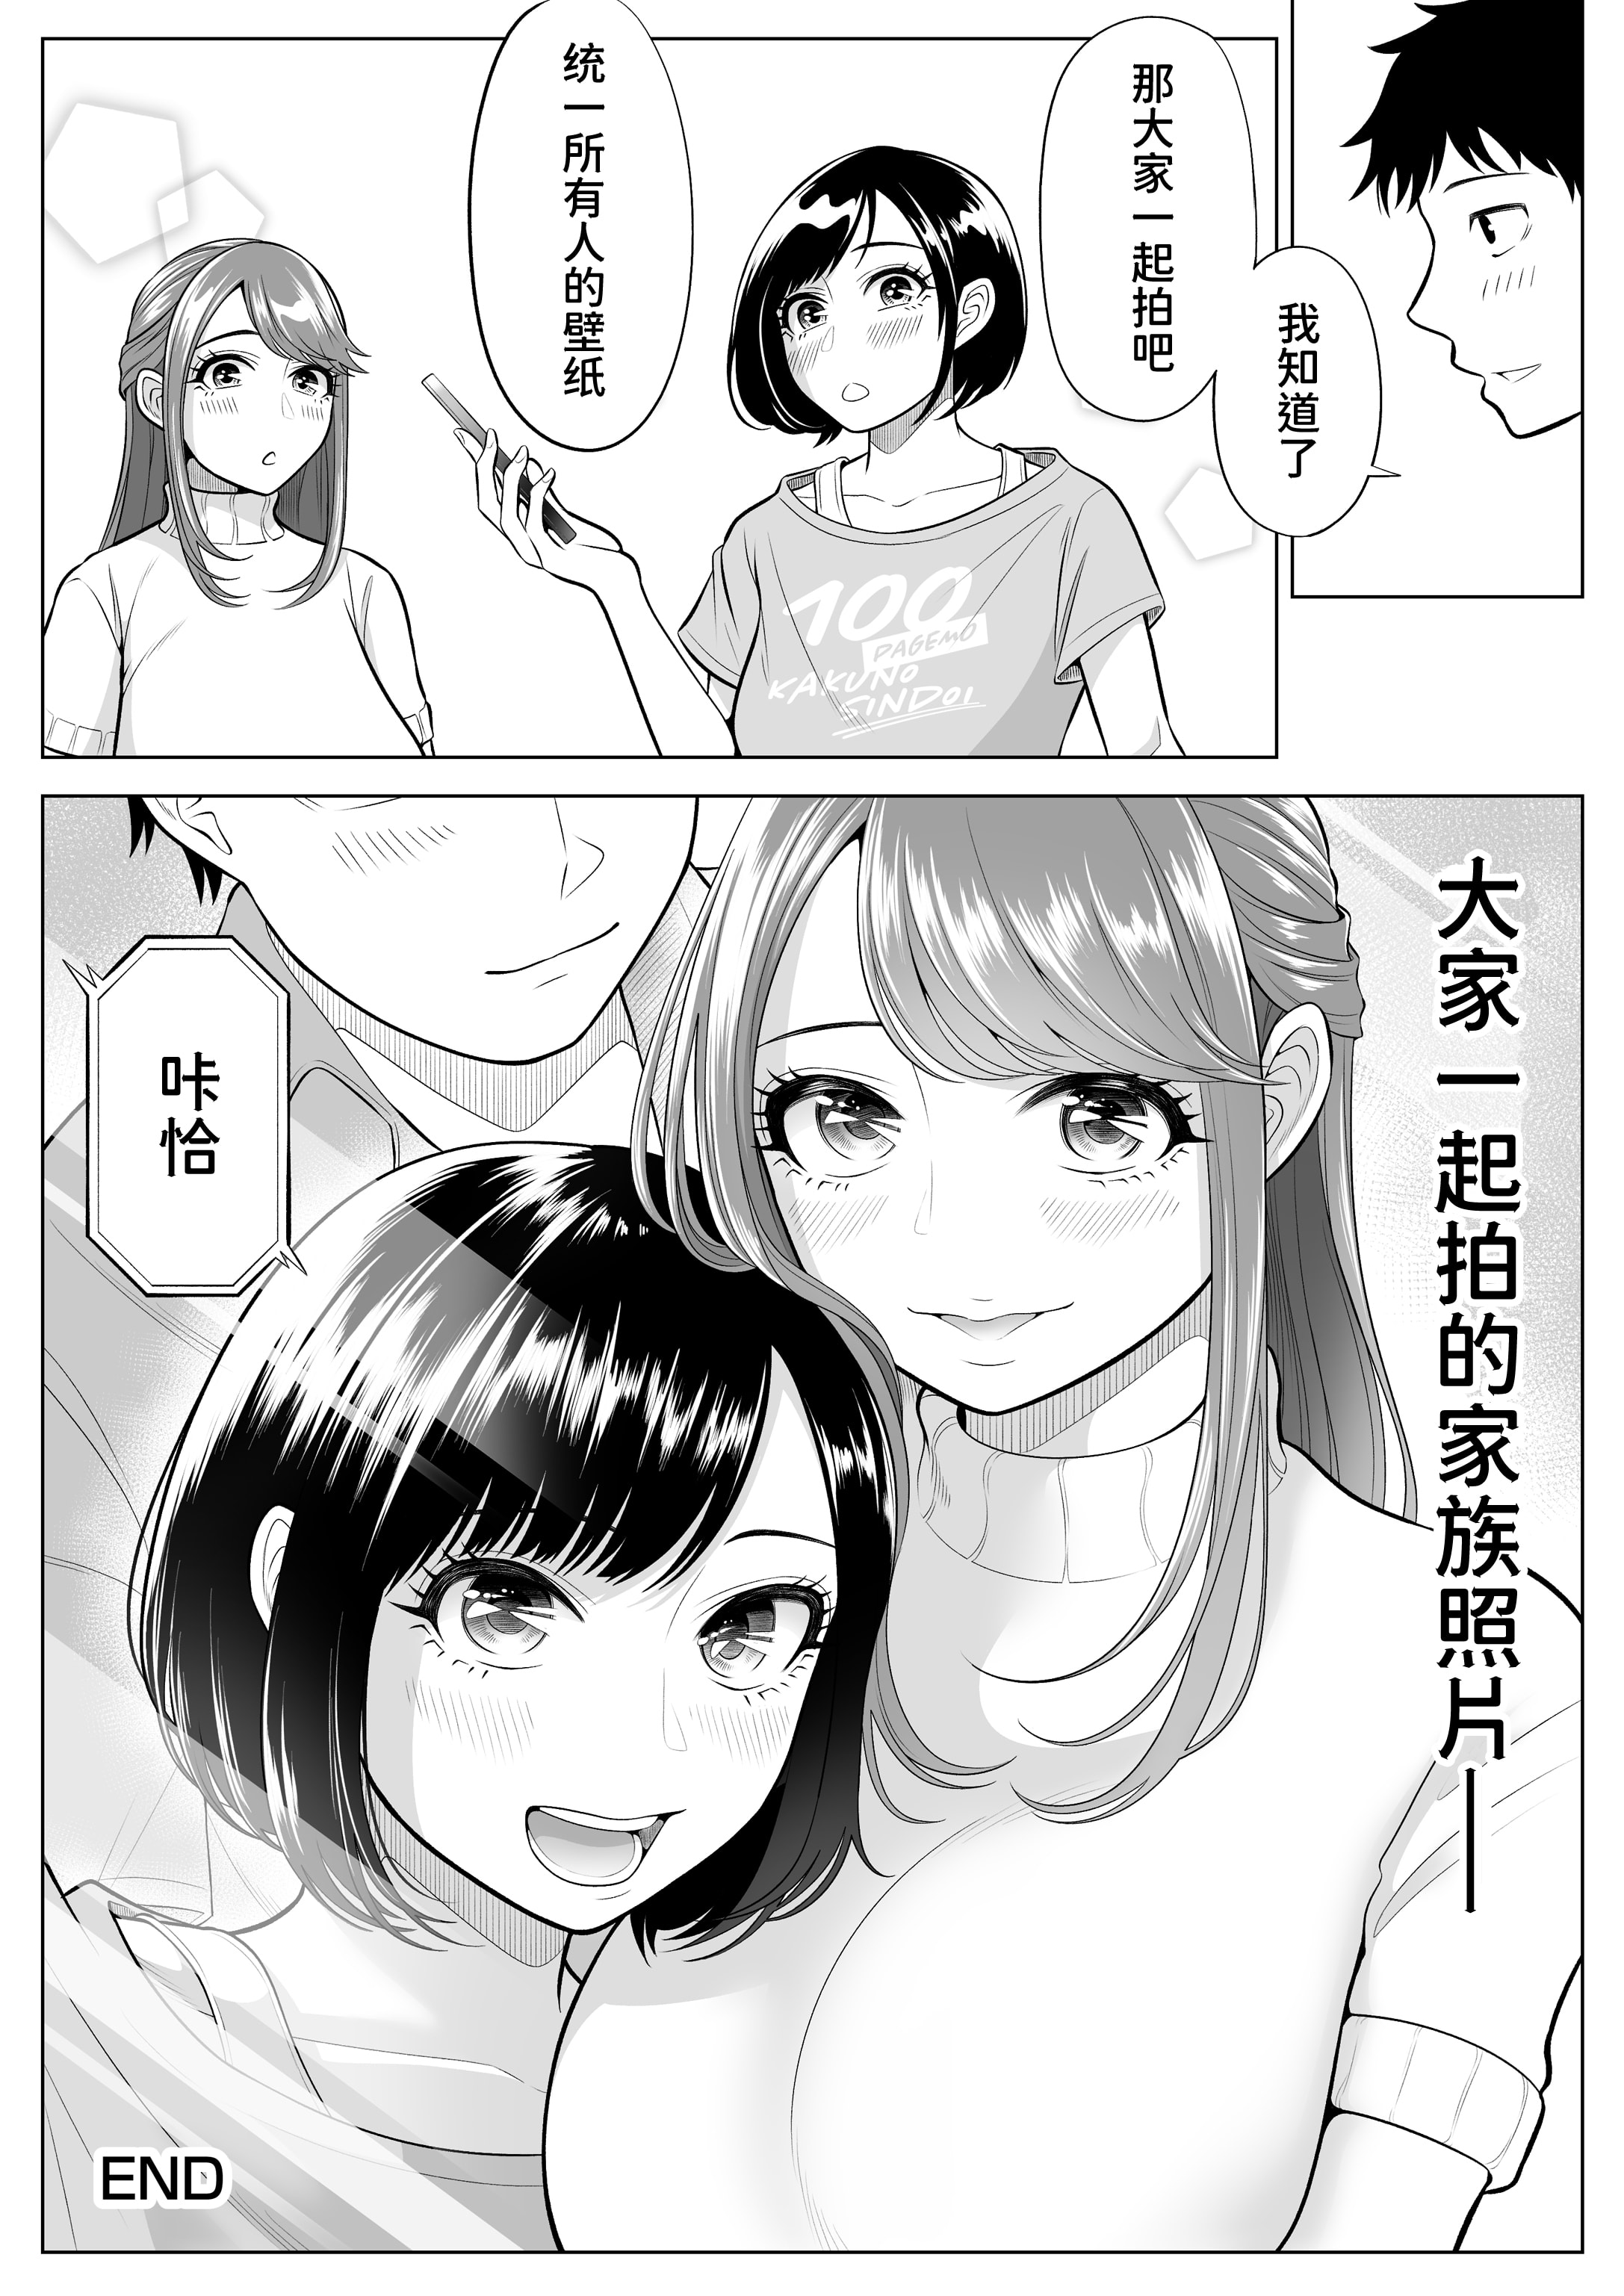 我知道了
那大家一起拍吧
统一所有人的壁纸
100
PAGEMO
KAKUNO
SINDOI
大家一起拍的家族照片——
咔恰
END